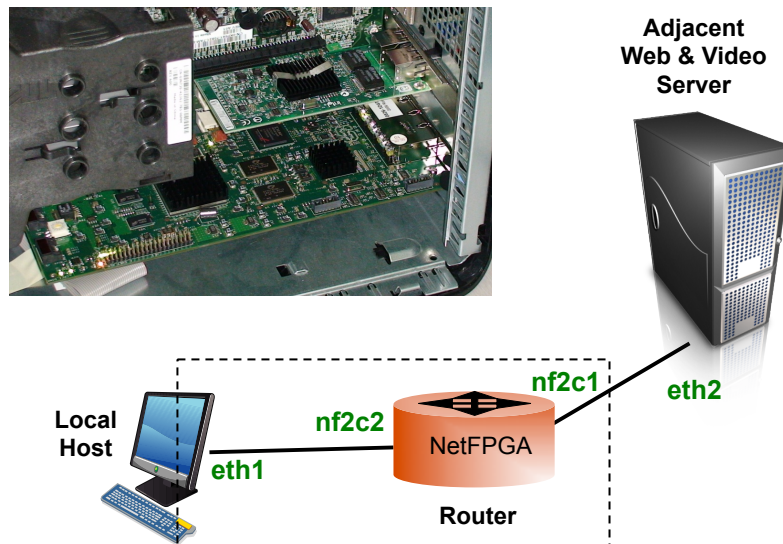 Adjacent
Web & Video
Server
nf2c1
eth2
nf2c2
Local
Host
NetFPGA
eth1
Router